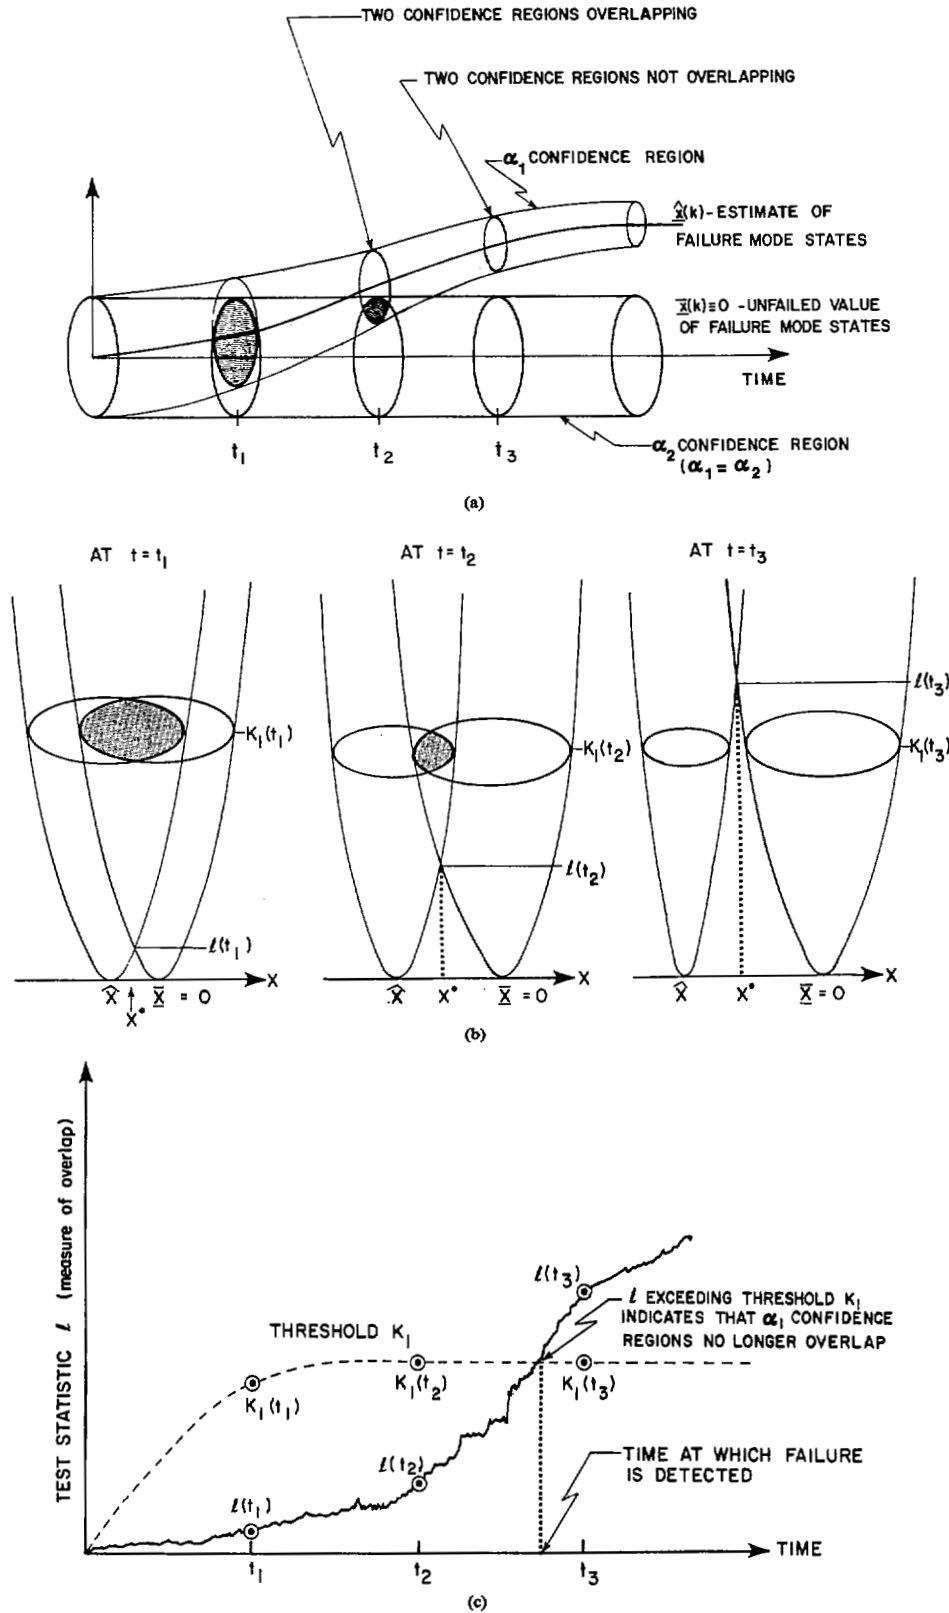 TWO CONFIDENCE REGIONS OVERLAPPING
TWO CONFIDENCE REGIONS NOT OVERLAPPING
α₁ CONFIDENCE REGION
x̂(k)-ESTIMATE OF
FAILURE MODE STATES
x̄(k)≡0 -UNFAILED VALUE
OF FAILURE MODE STATES
TIME
t₁
t₂
t₃
α₂ CONFIDENCE REGION
(α₁ = α₂)
(a)
AT t = t₁
AT t = t₂
AT t = t₃
K₁(t₁)
K₁(t₂)
K₁(t₃)
ℓ(t₁)
ℓ(t₂)
ℓ(t₃)
x̂
x̄ = 0
X
X*
x̂
X*
x̄ = 0
X
x̂
X*
x̄ = 0
X
(b)
TEST STATISTIC ℓ (measure of overlap)
THRESHOLD K₁
K₁(t₁)
K₁(t₂)
K₁(t₃)
ℓ(t₁)
ℓ(t₂)
ℓ(t₃)
ℓ EXCEEDING THRESHOLD K₁
INDICATES THAT α₁ CONFIDENCE
REGIONS NO LONGER OVERLAP
TIME AT WHICH FAILURE
IS DETECTED
t₁
t₂
t₃
TIME
(c)